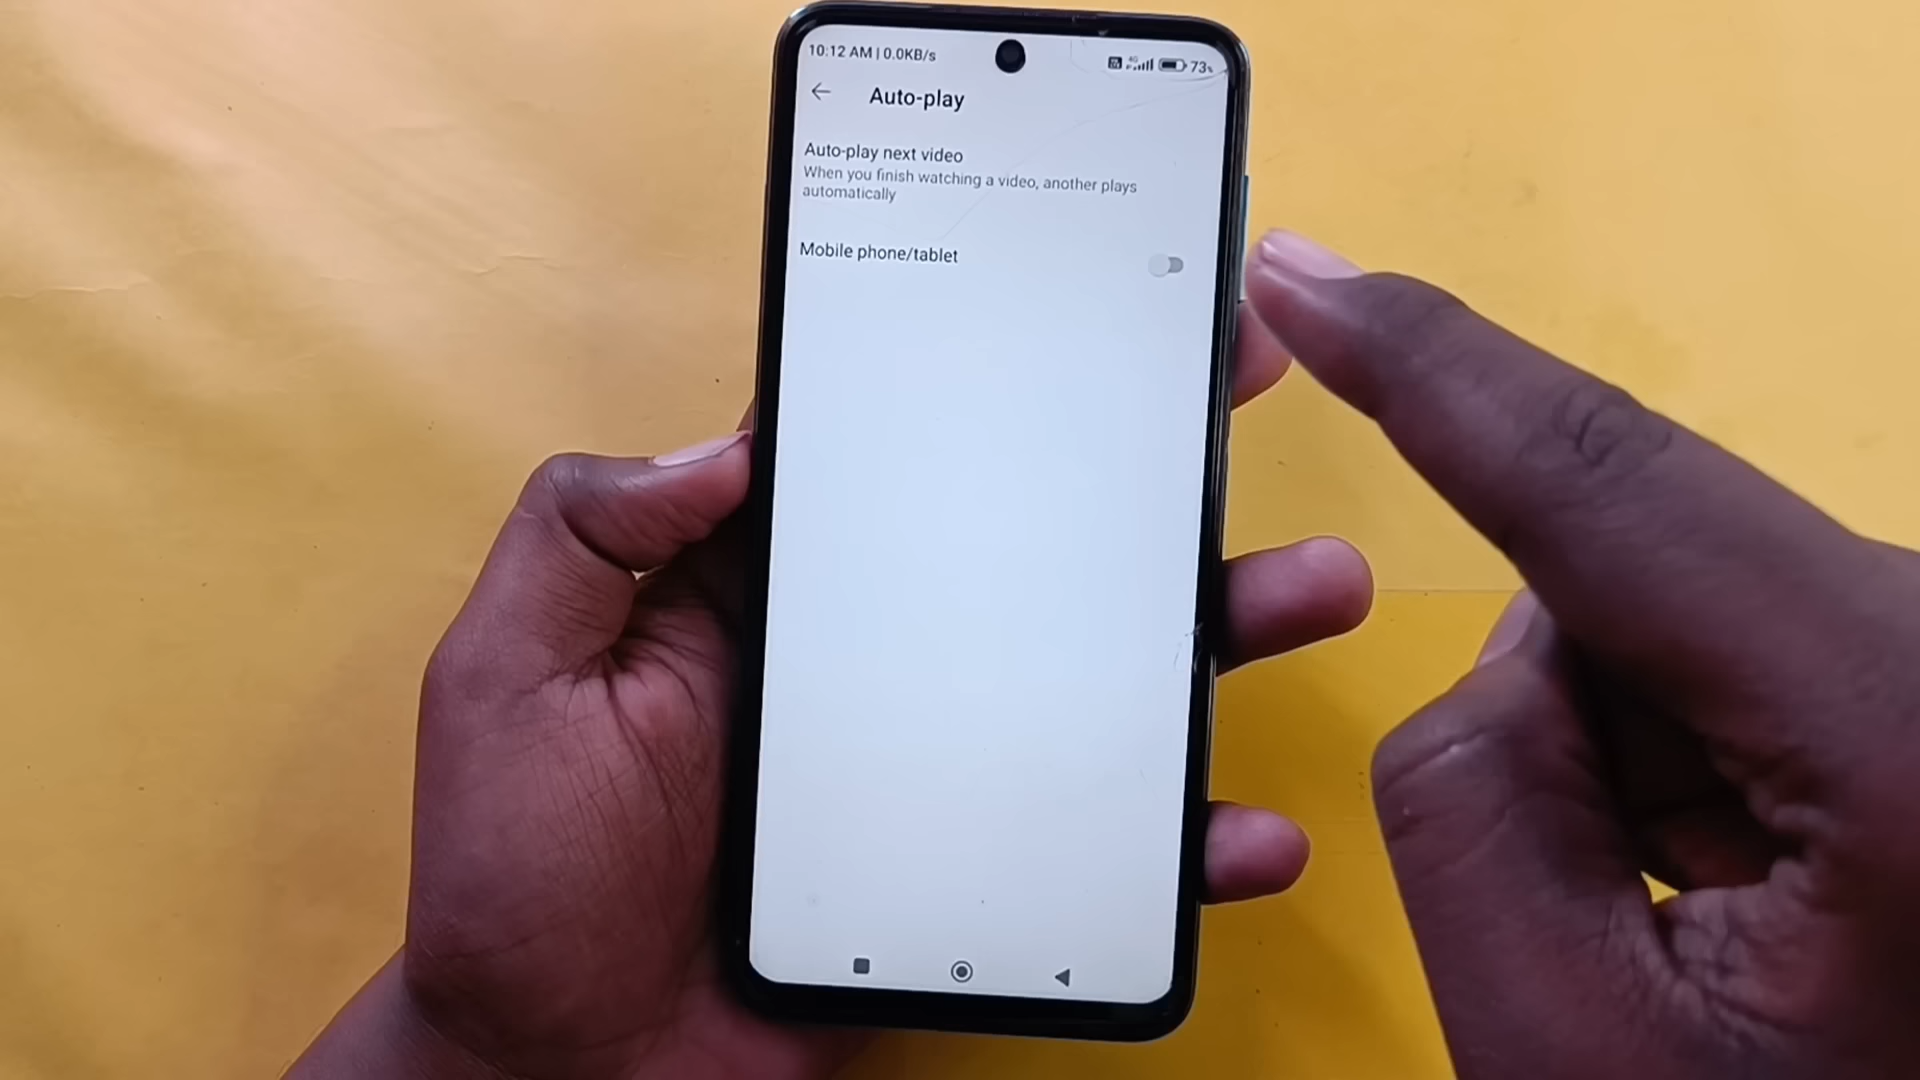 10:12 AM | 0.0KB/s
4G
73%
Auto-play
Auto-play next video
When you finish watching a video, another plays
automatically
Mobile phone/tablet